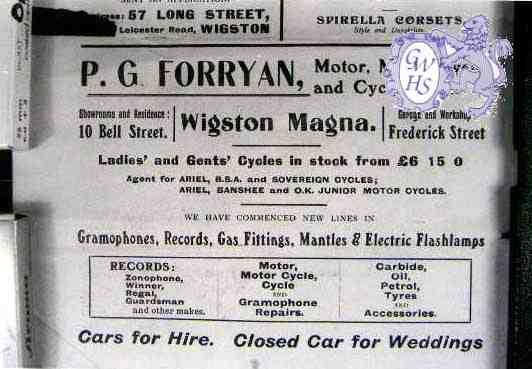 57 LONG STREET,
Leicester Road, WIGSTON
SPIRELLA CORSETS.
Style and
P. G. FORRYAN,
Motor,
and Cyc
GWHS
Showrooms and Residence:
10 Bell Street.
Wigston Magna.
Garage and Workshop,
Frederick Street
Ladies' and Gents' Cycles in stock from £6 15 0
Agent for ARIEL, B.S.A. and SOVEREIGN CYCLES;
ARIEL, BANSHEE and O.K. JUNIOR MOTOR CYCLES.
WE HAVE COMMENCED NEW LINES IN
Gramophones, Records, Gas Fittings, Mantles & Electric Flashlamps
RECORDS:
Zonophone,
Winner,
Regal,
Guardsman
and other makes.
Motor,
Motor Cycle,
Cycle
AND
Gramophone
Repairs.
Carbide,
Oil,
Petrol,
Tyres
AND
Accessories.
Cars for Hire. Closed Car for Weddings